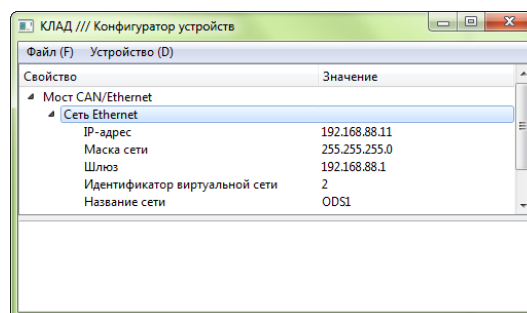 КЛАД /// Конфигуратор устройств
Файл (F) Устройство (D)
Свойство Значение
Мост CAN/Ethernet
Сеть Ethernet
IP-адрес 192.168.88.11
Маска сети 255.255.255.0
Шлюз 192.168.88.1
Идентификатор виртуальной сети 2
Название сети ODS1